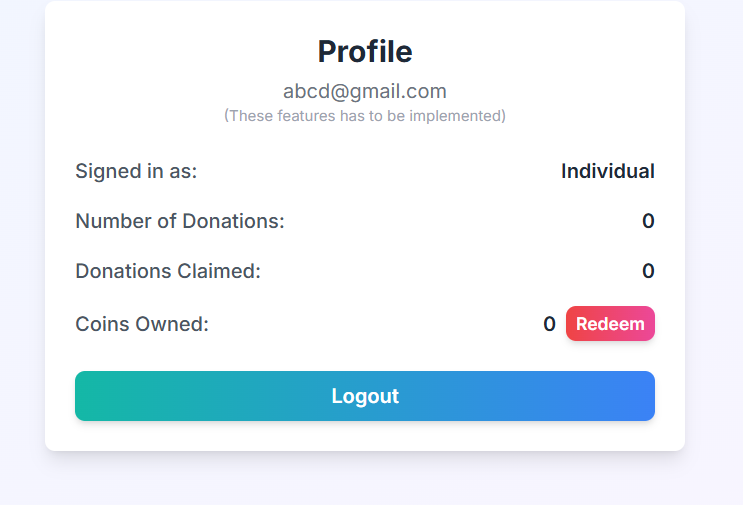 Profile
abcd@gmail.com
(These features has to be implemented)
Signed in as: Individual
Number of Donations: 0
Donations Claimed: 0
Coins Owned: 0 Redeem
Logout